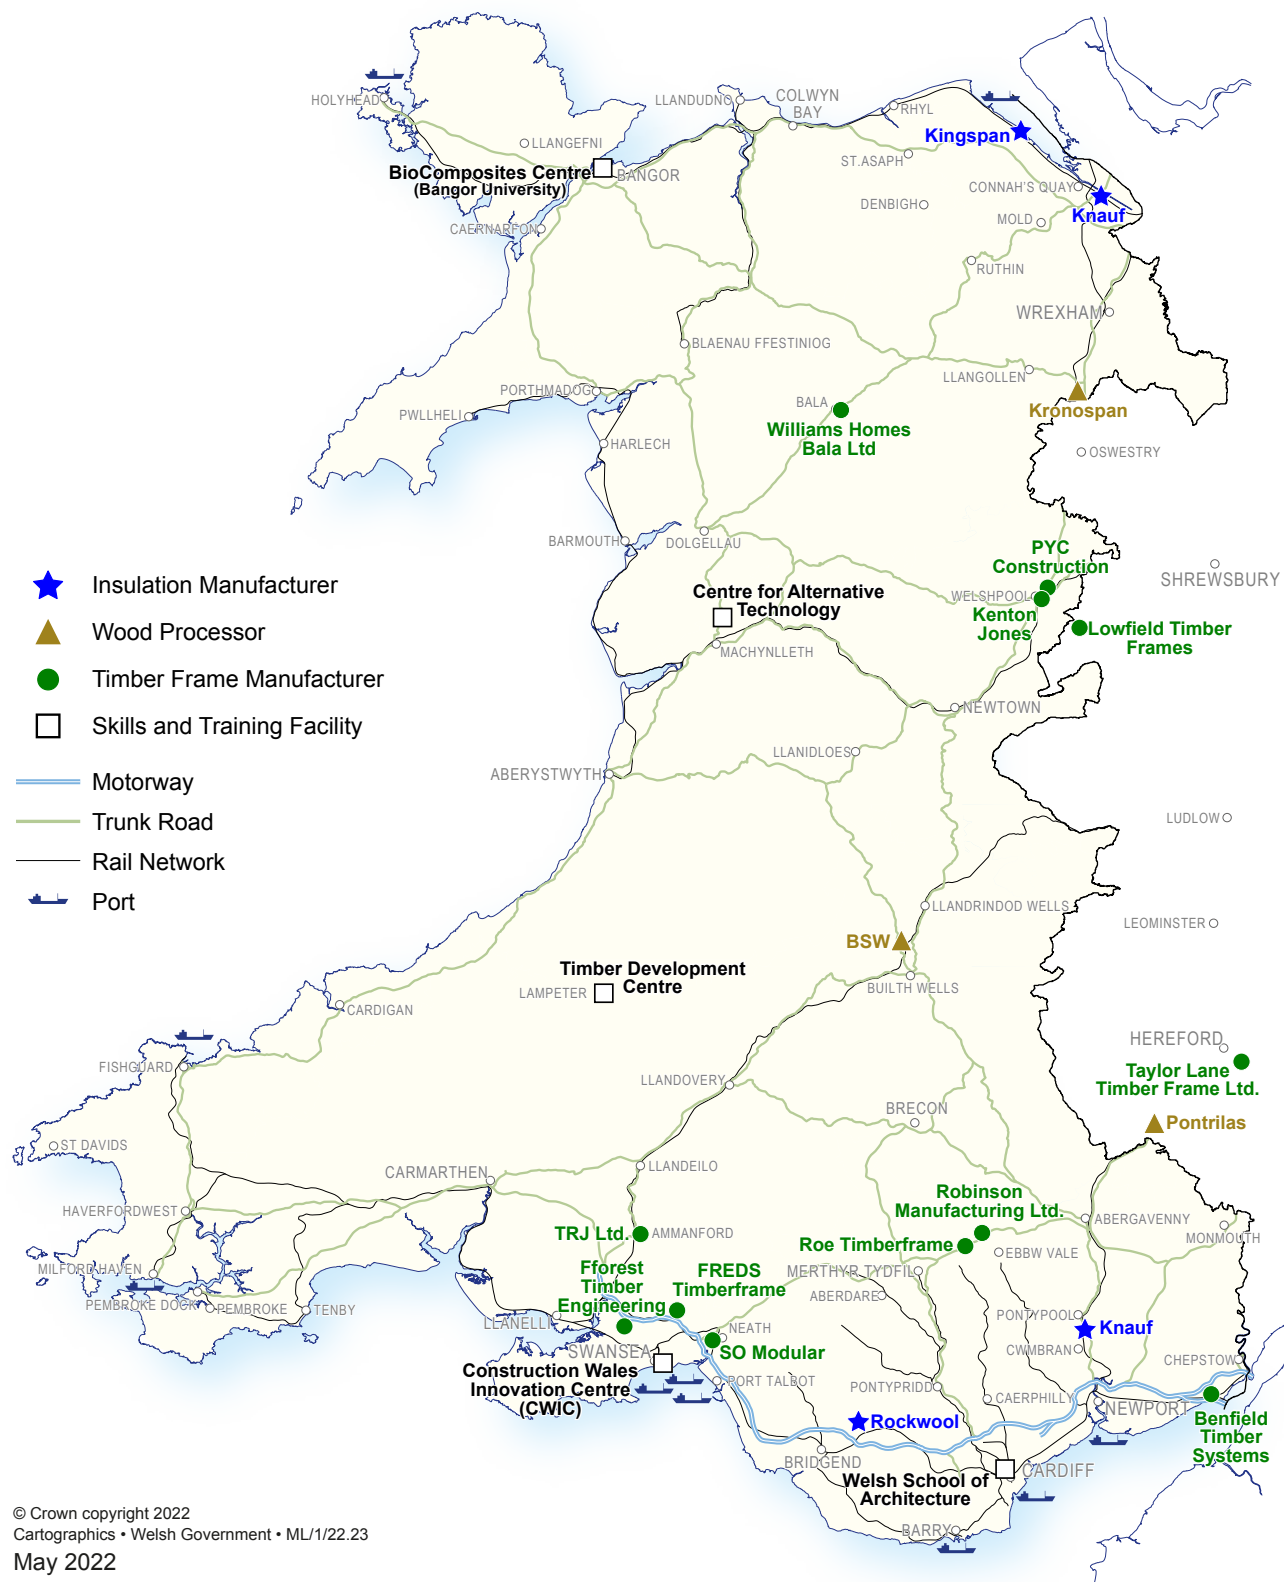 HOLYHEAD
LLANDUDNO
COLWYN
BAY
RHYL
Kingspan
LLANGEFNI
BioComposites Centre
(Bangor University)
BANGOR
ST.ASAPH
CONNAH'S QUAY
DENBIGH
MOLD
Knauf
CAERNARFON
RUTHIN
WREXHAM
BLAENAU FFESTINIOG
LLANGOLLEN
PORTHMADOG
BALA
Kronospan
PWLLHELI
Williams Homes
Bala Ltd
HARLECH
OSWESTRY
BARMOUTH
DOLGELLAU
PYC
Construction
SHREWSBURY
Centre for Alternative
Technology
WELSHPOOL
Kenton
Jones
Lowfield Timber
Frames
MACHYNLLETH
NEWTOWN
LLANIDLOES
ABERYSTWYTH
Insulation Manufacturer
Wood Processor
Timber Frame Manufacturer
Skills and Training Facility
Motorway
Trunk Road
Rail Network
Port
LUDLOW
LLANDRINDOD WELLS
LEOMINSTER
BSW
Timber Development
Centre
LAMPETER
BUILTH WELLS
CARDIGAN
HEREFORD
FISHGUARD
Taylor Lane
Timber Frame Ltd.
LLANDOVERY
BRECON
Pontrilas
ST DAVIDS
CARMARTHEN
LLANDEILO
HAVERFORDWEST
Robinson
Manufacturing Ltd.
ABERGAVENNY
MONMOUTH
TRJ Ltd.
AMMANFORD
Roe Timberframe
EBBW VALE
MILFORD HAVEN
Fforest
Timber
Engineering
FREDS
Timberframe
MERTHYR TYDFIL
ABERDARE
PEMBROKE DOCK
PEMBROKE
TENBY
LLANELLI
PONTYPOOL
Knauf
NEATH
SO Modular
SWANSEA
CWMBRAN
CHEPSTOW
Construction Wales
Innovation Centre
(CWIC)
PORT TALBOT
PONTYPRIDD
CAERPHILLY
NEWPORT
Rockwool
Benfield
Timber
Systems
BRIDGEND
Welsh School of
Architecture
CARDIFF
BARRY
© Crown copyright 2022
Cartographics • Welsh Government • ML/1/22.23
May 2022